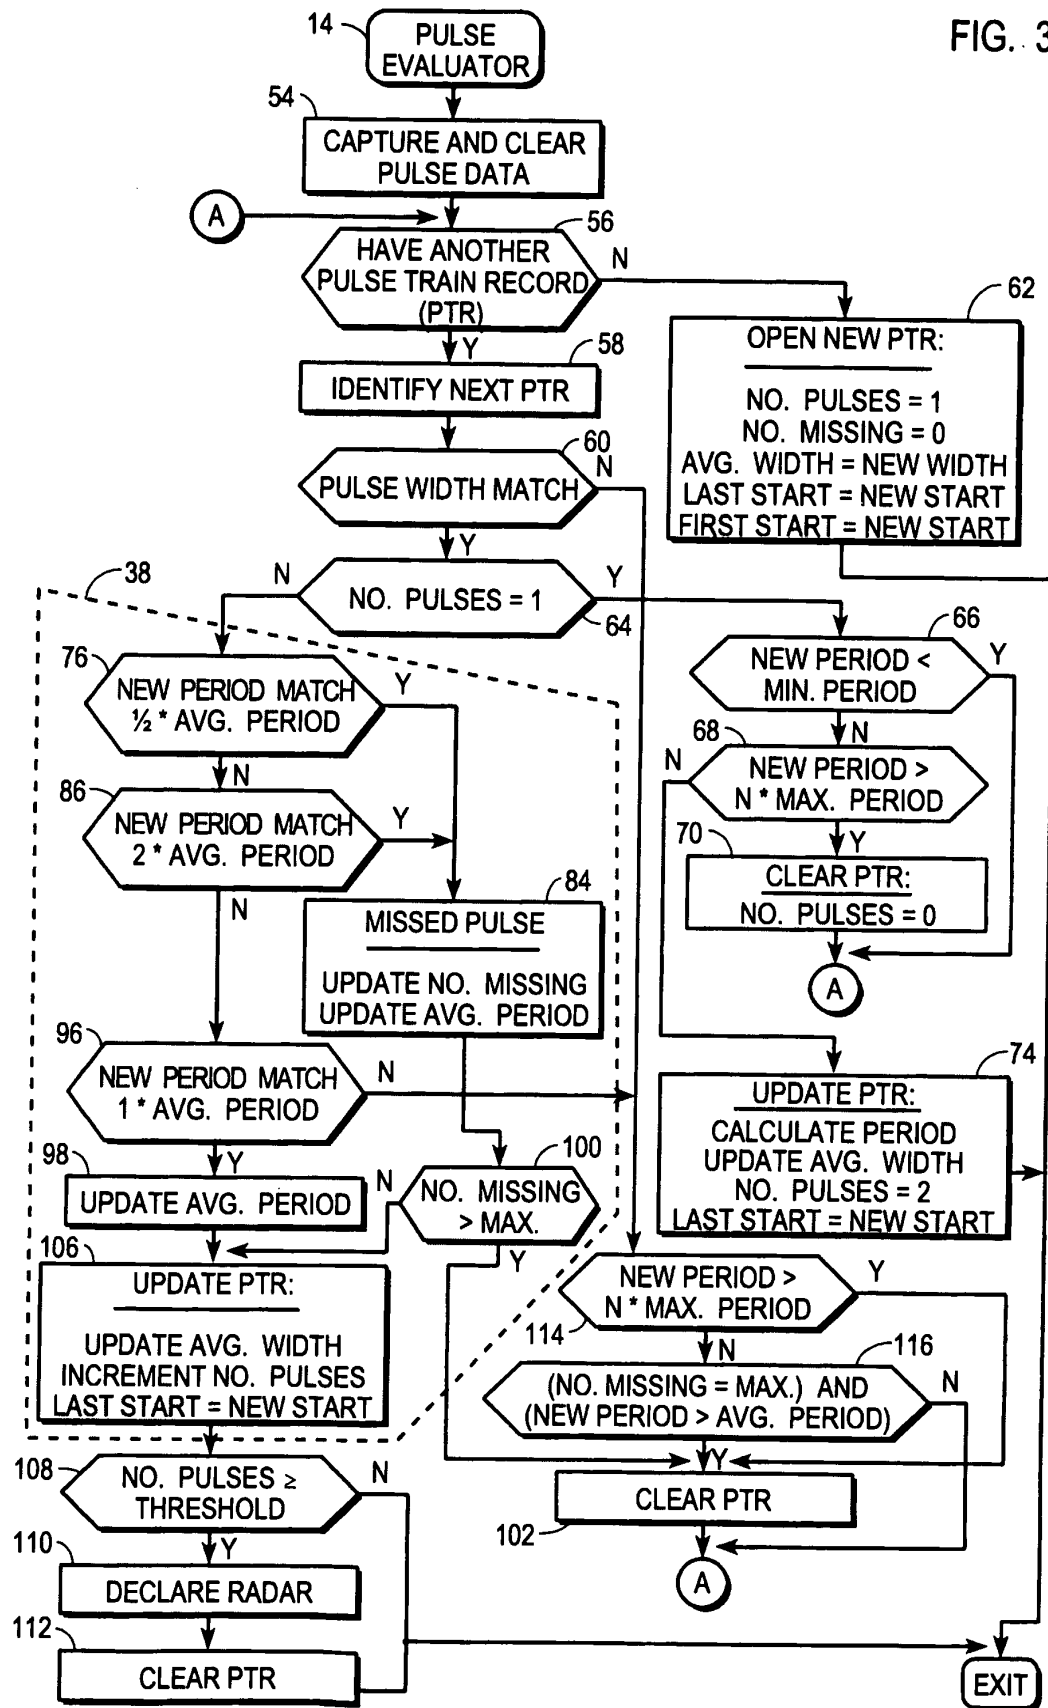 FIG. 3
14
PULSE
EVALUATOR
54
CAPTURE AND CLEAR
PULSE DATA
A
56
HAVE ANOTHER
PULSE TRAIN RECORD
(PTR)
N
Y
62
OPEN NEW PTR:
NO. PULSES = 1
NO. MISSING = 0
AVG. WIDTH = NEW WIDTH
LAST START = NEW START
FIRST START = NEW START
58
IDENTIFY NEXT PTR
60
PULSE WIDTH MATCH
N
Y
38
N
NO. PULSES = 1
Y
64
66
NEW PERIOD <
MIN. PERIOD
Y
N
76
NEW PERIOD MATCH
½ * AVG. PERIOD
Y
N
68
N
NEW PERIOD >
N * MAX. PERIOD
Y
86
NEW PERIOD MATCH
2 * AVG. PERIOD
Y
N
70
CLEAR PTR:
NO. PULSES = 0
A
84
MISSED PULSE
UPDATE NO. MISSING
UPDATE AVG. PERIOD
96
NEW PERIOD MATCH
1 * AVG. PERIOD
N
Y
74
UPDATE PTR:
CALCULATE PERIOD
UPDATE AVG. WIDTH
NO. PULSES = 2
LAST START = NEW START
98
UPDATE AVG. PERIOD
100
N
NO. MISSING
> MAX.
Y
106
UPDATE PTR:
UPDATE AVG. WIDTH
INCREMENT NO. PULSES
LAST START = NEW START
NEW PERIOD >
N * MAX. PERIOD
Y
114
N
116
(NO. MISSING = MAX.) AND
(NEW PERIOD > AVG. PERIOD)
N
Y
108
NO. PULSES ≥
THRESHOLD
N
Y
CLEAR PTR
102
A
110
DECLARE RADAR
112
CLEAR PTR
EXIT